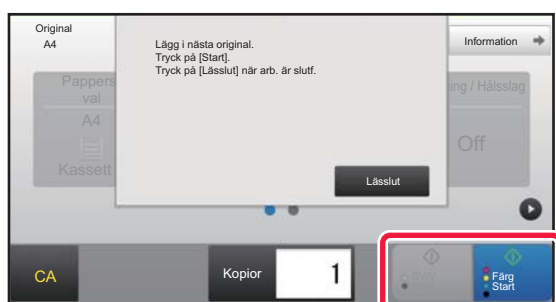 Original
A4
Lägg i nästa original.
Tryck på [Start].
Tryck på [Lässlut] när arb. är slutf.
Information
Pappers
val
A4
Kassett
ing / Hålslag
Off
Lässlut
CA
Kopior
1
SV/V
Färg
Start